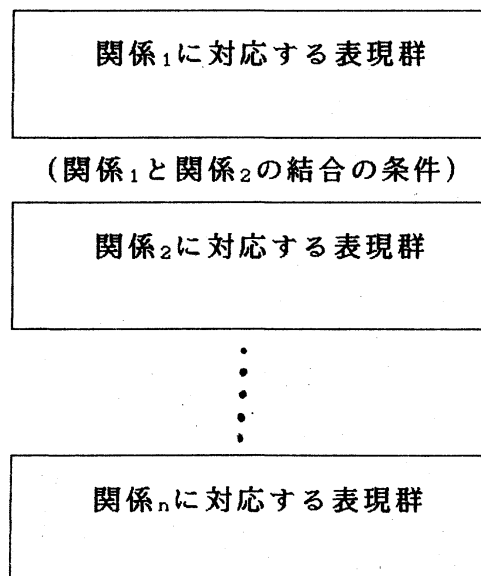 関係₁に対応する表現群
(関係₁と関係₂の結合の条件)
関係₂に対応する表現群
関係ₙに対応する表現群